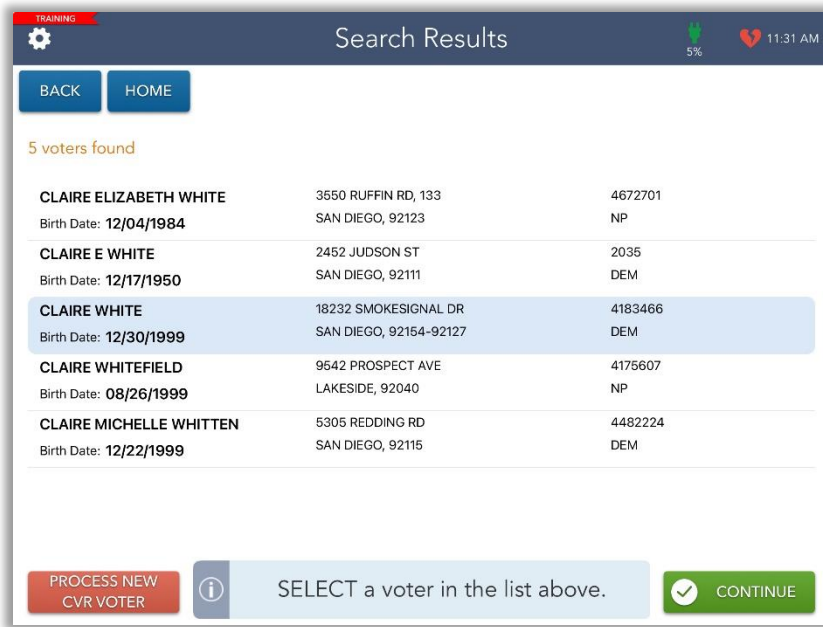 TRAINING
Search Results
5%
11:31 AM
BACK
HOME
5 voters found
CLAIRE ELIZABETH WHITE 3550 RUFFIN RD, 133 4672701
Birth Date: 12/04/1984 SAN DIEGO, 92123 NP
CLAIRE E WHITE 2452 JUDSON ST 2035
Birth Date: 12/17/1950 SAN DIEGO, 92111 DEM
CLAIRE WHITE 18232 SMOKESIGNAL DR 4183466
Birth Date: 12/30/1999 SAN DIEGO, 92154-92127 DEM
CLAIRE WHITEFIELD 9542 PROSPECT AVE 4175607
Birth Date: 08/26/1999 LAKESIDE, 92040 NP
CLAIRE MICHELLE WHITTEN 5305 REDDING RD 4482224
Birth Date: 12/22/1999 SAN DIEGO, 92115 DEM
PROCESS NEW
CVR VOTER
i
SELECT a voter in the list above.
CONTINUE